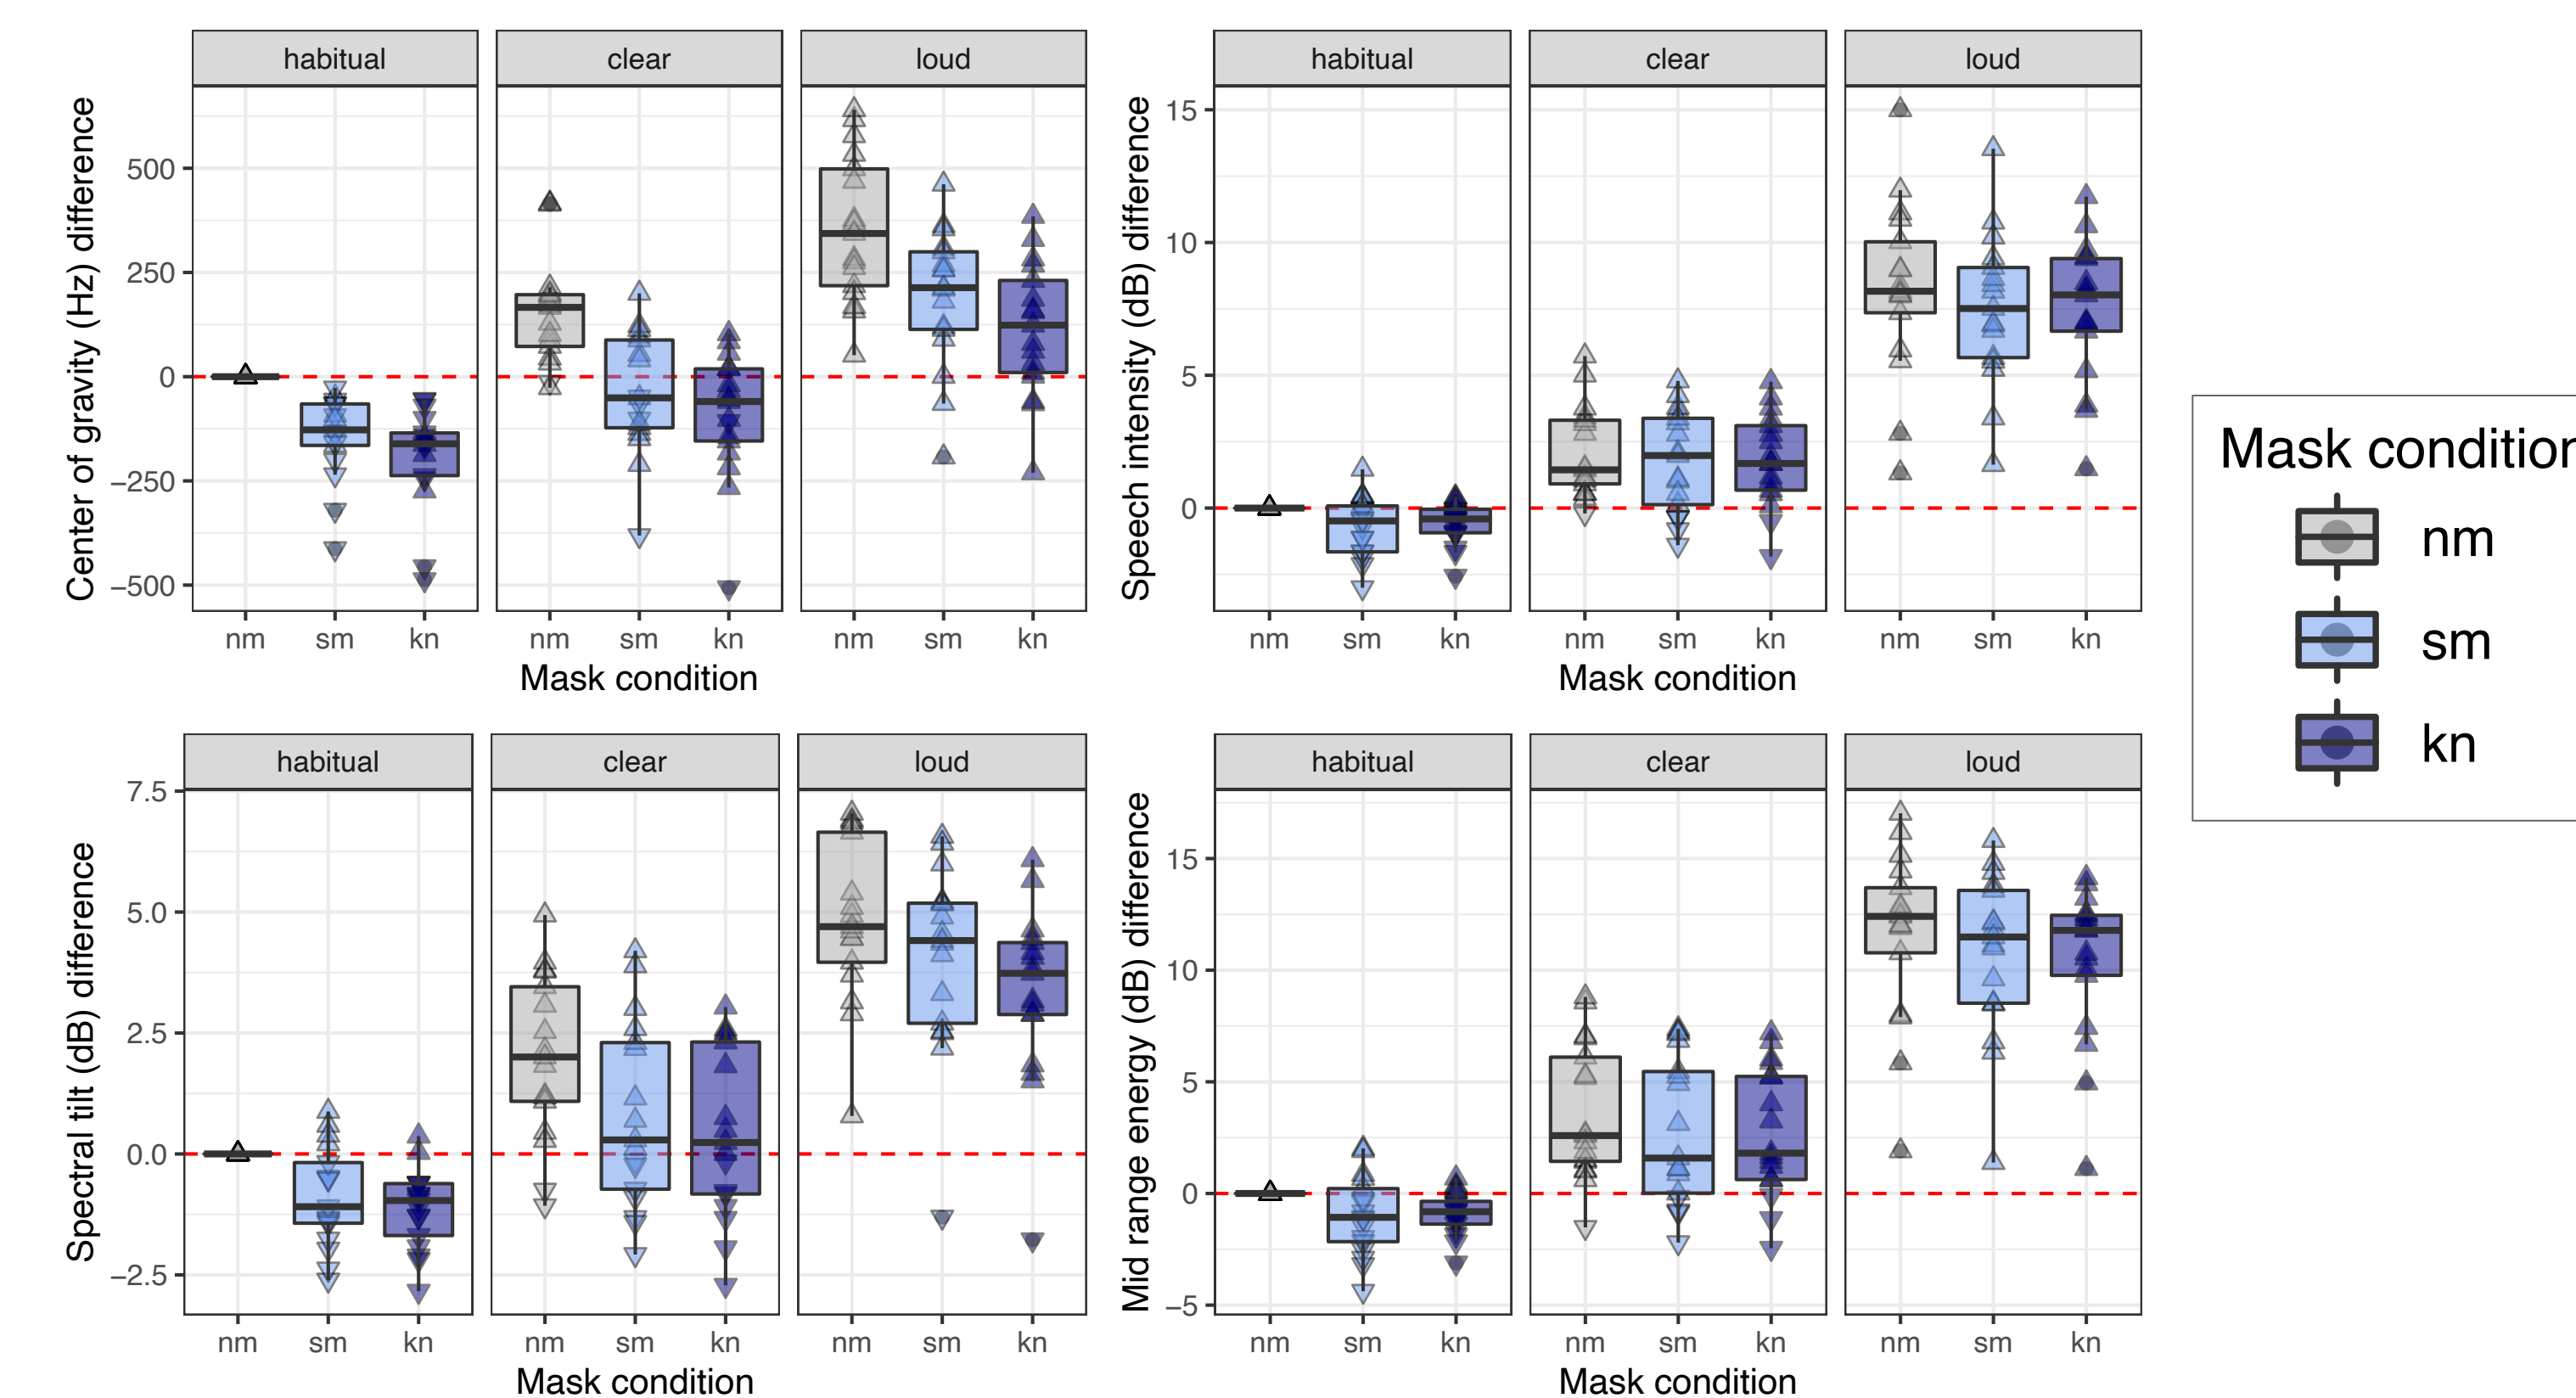 habitual clear loud
Center of gravity (Hz) difference
500
250
0
−250
−500
nm sm kn nm sm kn nm sm kn
Mask condition
habitual clear loud
Speech intensity (dB) difference
15
10
5
0
nm sm kn nm sm kn nm sm kn
Mask condition
habitual clear loud
Spectral tilt (dB) difference
7.5
5.0
2.5
0.0
−2.5
nm sm kn nm sm kn nm sm kn
Mask condition
habitual clear loud
Mid range energy (dB) difference
15
10
5
0
−5
nm sm kn nm sm kn nm sm kn
Mask condition
Mask condition
nm
sm
kn